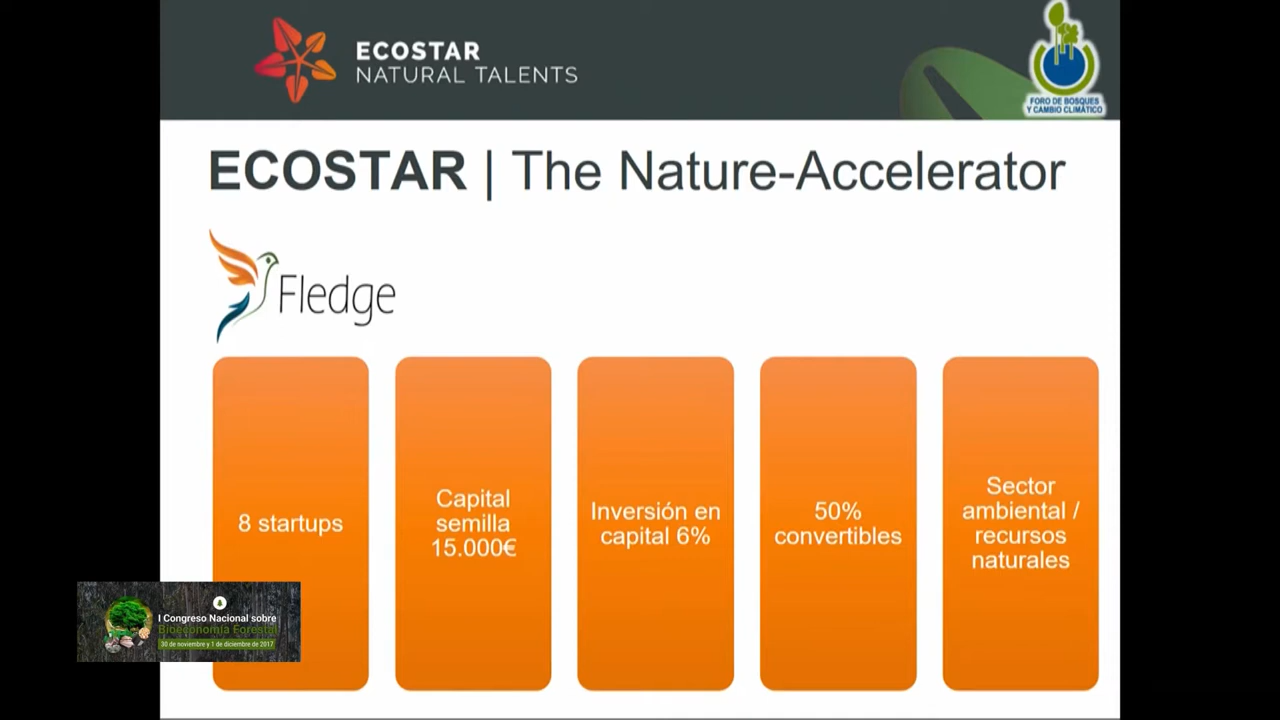 ECOSTAR
NATURAL TALENTS
FORO DE BOSQUES
Y CAMBIO CLIMÁTICO
ECOSTAR | The Nature-Accelerator
Fledge
8 startups
Capital
semilla
15.000€
Inversión en
capital 6%
50%
convertibles
Sector
ambiental /
recursos
naturales
I Congreso Nacional sobre
Bioeconomía Forestal
30 de noviembre y 1 de diciembre de 2017